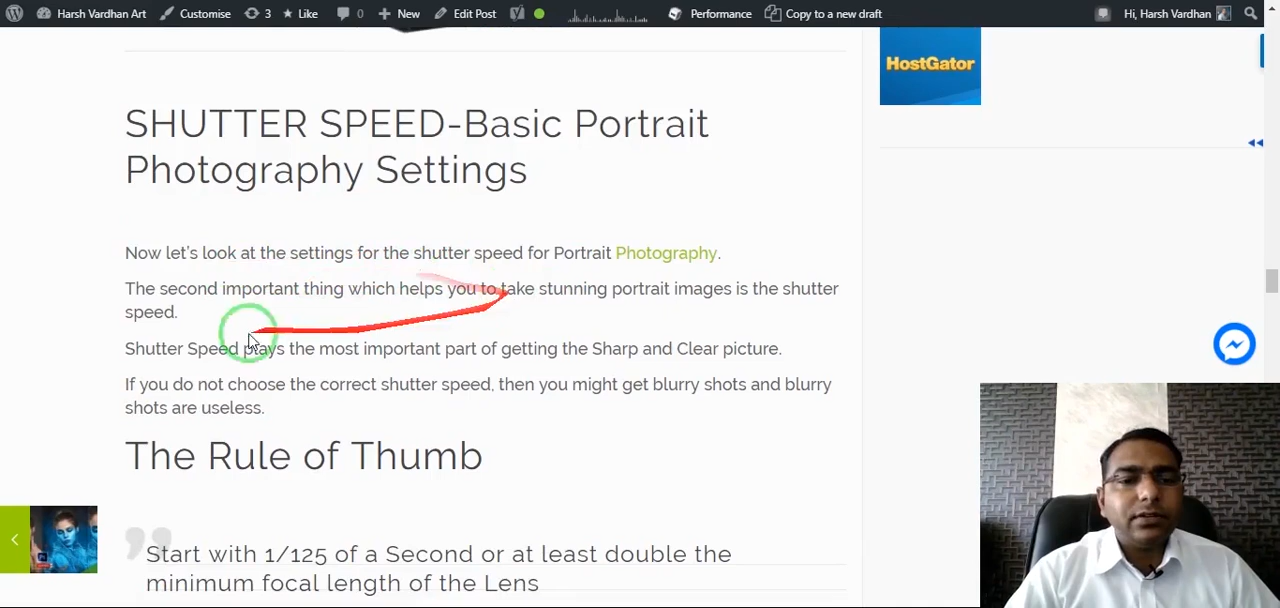 Harsh Vardhan Art Customise 3 Like 0 New Edit Post Performance Copy to a new draft Hi, Harsh Vardhan
HostGator
SHUTTER SPEED-Basic Portrait
Photography Settings
Now let's look at the settings for the shutter speed for Portrait Photography.
The second important thing which helps you to take stunning portrait images is the shutter
speed.
Shutter Speed plays the most important part of getting the Sharp and Clear picture.
If you do not choose the correct shutter speed, then you might get blurry shots and blurry
shots are useless.
The Rule of Thumb
Start with 1/125 of a Second or at least double the
minimum focal length of the Lens